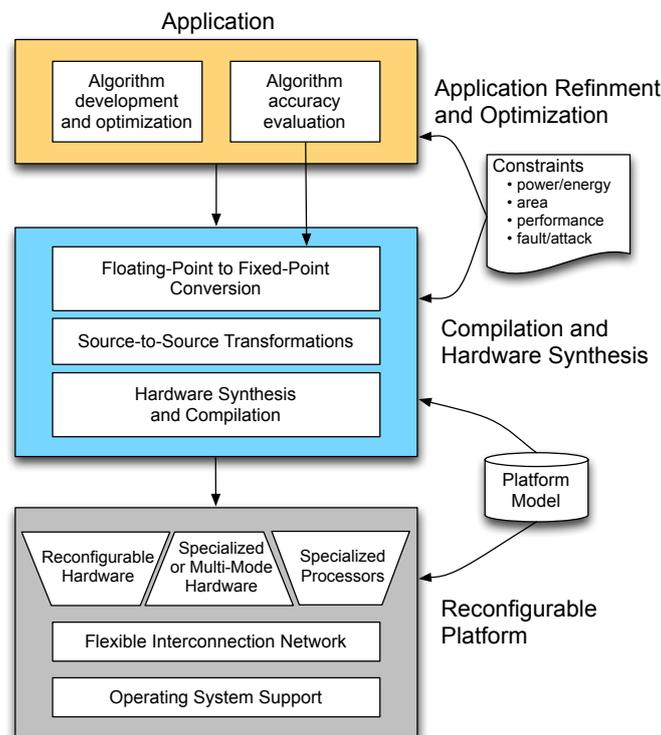 Application
Algorithm
development
and optimization
Algorithm
accuracy
evaluation
Application Refinment
and Optimization
Constraints
• power/energy
• area
• performance
• fault/attack
Floating-Point to Fixed-Point
Conversion
Source-to-Source Transformations
Hardware Synthesis
and Compilation
Compilation and
Hardware Synthesis
Platform
Model
Reconfigurable
Hardware
Specialized
or Multi-Mode
Hardware
Specialized
Processors
Reconfigurable
Platform
Flexible Interconnection Network
Operating System Support